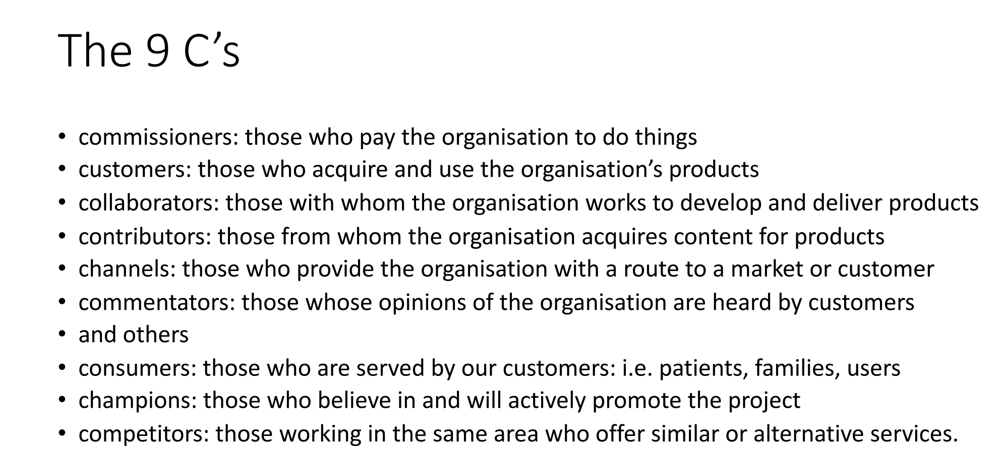 The 9 C’s
• commissioners: those who pay the organisation to do things
• customers: those who acquire and use the organisation’s products
• collaborators: those with whom the organisation works to develop and deliver products
• contributors: those from whom the organisation acquires content for products
• channels: those who provide the organisation with a route to a market or customer
• commentators: those whose opinions of the organisation are heard by customers
• and others
• consumers: those who are served by our customers: i.e. patients, families, users
• champions: those who believe in and will actively promote the project
• competitors: those working in the same area who offer similar or alternative services.